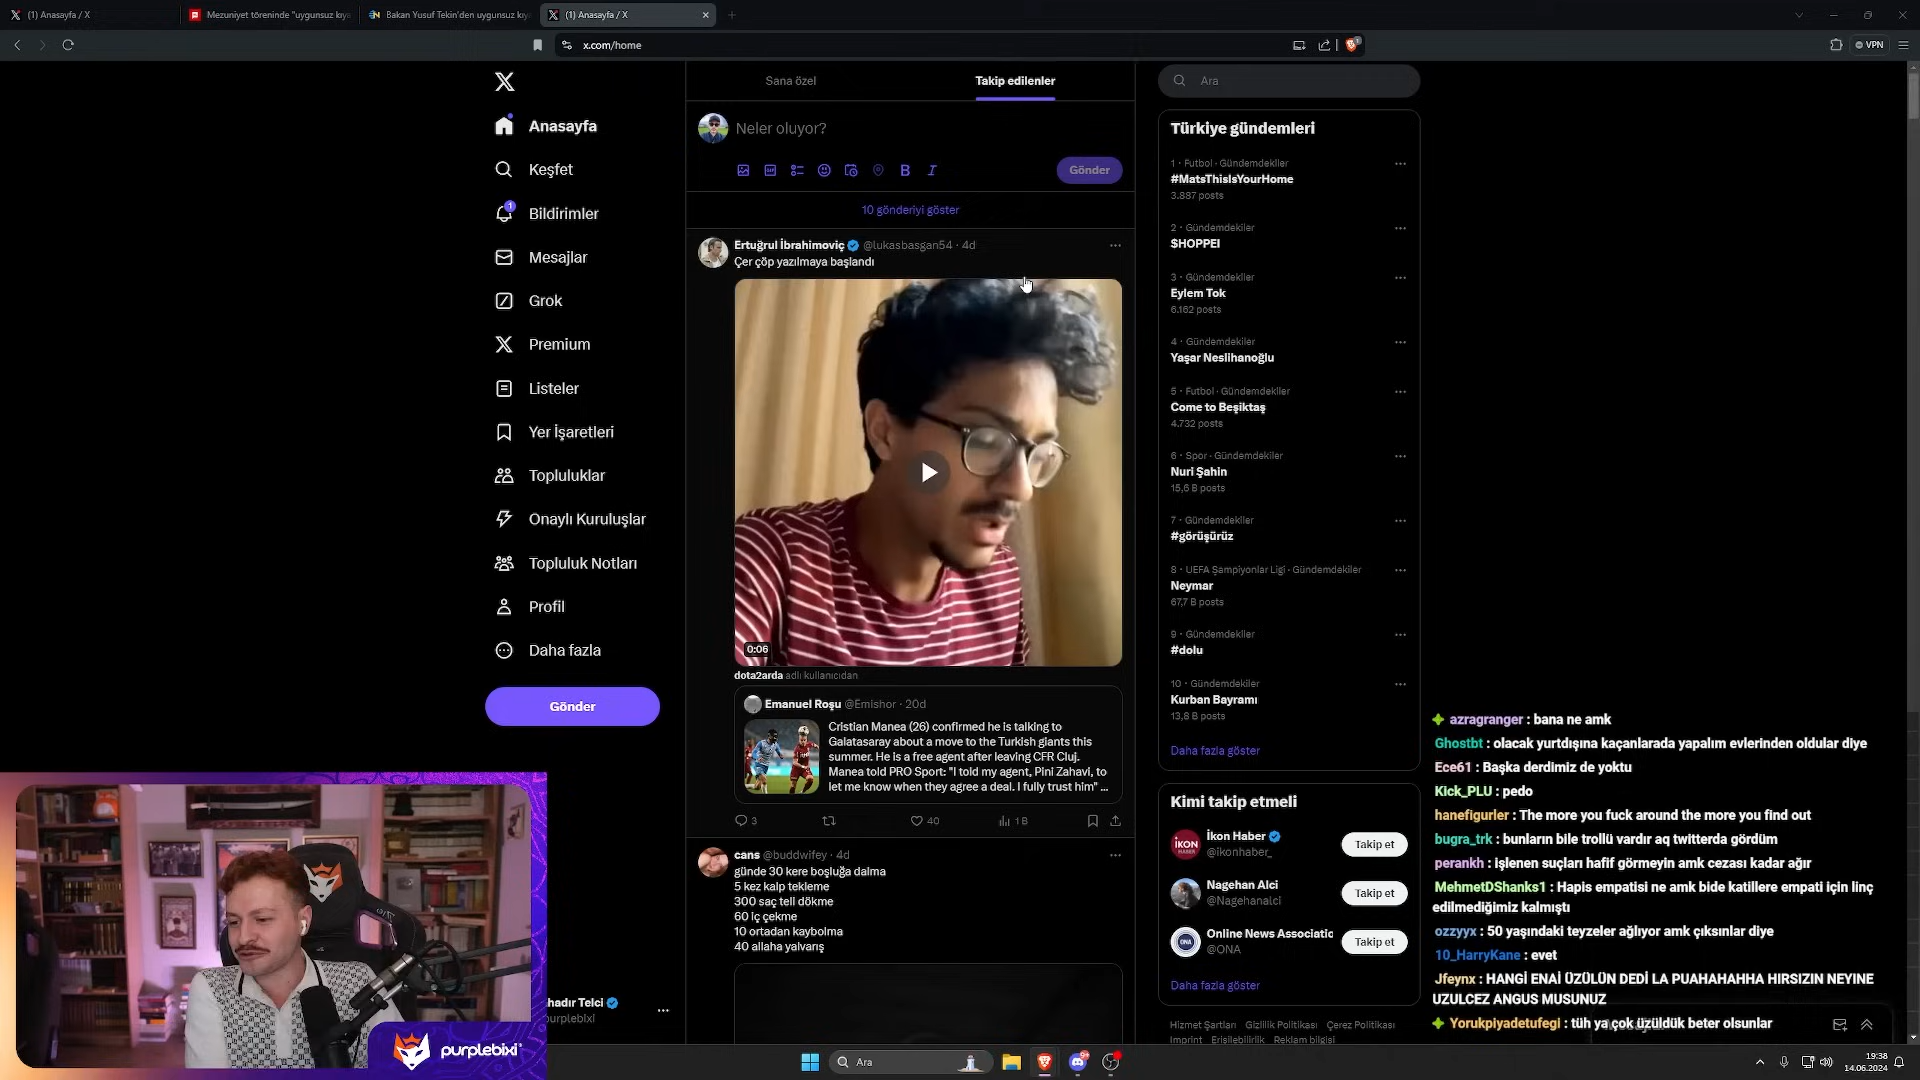 (1) Anasayfa / X
Mezuniyet töreninde "uygunsuz kıya
Bakan Yusuf Tekin'den uygunsuz kıy
(1) Anasayfa / X
x.com/home
VPN
Anasayfa
Keşfet
1
Bildirimler
Mesajlar
Grok
Premium
Listeler
Yer İşaretleri
Topluluklar
Onaylı Kuruluşlar
Topluluk Notları
Profil
Daha fazla
Gönder
hadır Telci
urplebixi
Sana özel
Takip edilenler
Neler oluyor?
Gönder
10 gönderiyi göster
Ertuğrul İbrahimoviç @lukasbasgan54 · 4d
Çer çöp yazılmaya başlandı
0:06
dota2arda adlı kullanıcıdan
Emanuel Roşu @Emishor · 20d
Cristian Manea (26) confirmed he is talking to
Galatasaray about a move to the Turkish giants this
summer. He is a free agent after leaving CFR Cluj.
Manea told PRO Sport: "I told my agent, Pini Zahavi, to
let me know when they agree a deal. I fully trust him" ...
3
40
1 B
cans @buddwifey · 4d
günde 30 kere boşluğa dalma
5 kez kalp tekleme
300 saç teli dökme
60 iç çekme
10 ortadan kaybolma
40 allaha yalvarış
Ara
Türkiye gündemleri
1 · Futbol · Gündemdekiler
#MatsThisIsYourHome
3.887 posts
2 · Gündemdekiler
$HOPPEI
3 · Gündemdekiler
Eylem Tok
6.162 posts
4 · Gündemdekiler
Yaşar Neslihanoğlu
5 · Futbol · Gündemdekiler
Come to Beşiktaş
4.732 posts
6 · Spor · Gündemdekiler
Nuri Şahin
15,6 B posts
7 · Gündemdekiler
#görüşürüz
8 · UEFA Şampiyonlar Ligi · Gündemdekiler
Neymar
67,7 B posts
9 · Gündemdekiler
#dolu
10 · Gündemdekiler
Kurban Bayramı
13,6 B posts
Daha fazla göster
Kimi takip etmeli
İkon Haber
@ikonhaber_
Takip et
Nagehan Alci
@Nagehanalci
Takip et
Online News Associatio
@ONA
Takip et
Daha fazla göster
Hizmet Şartları Gizlilik Politikası Çerez Politikası
Imprint Erişilebilirlik Reklam bilgisi
azragranger : bana ne amk
Ghostbt : olacak yurtdışına kaçanlarada yapalım evlerinden oldular diye
Ece61 : Başka derdimiz de yoktu
Kick_PLU : pedo
hanefigurler : The more you fuck around the more you find out
bugra_trk : bunların bile trollü vardır aq twitterda gördüm
perankh : işlenen suçları hafif görmeyin amk cezası kadar ağır
MehmetDShanks1 : Hapis empatisi ne amk bide katillere empati için linç
edilmediğimiz kalmıştı
ozzyyx : 50 yaşındaki teyzeler ağlıyor amk çıksınlar diye
10_HarryKane : evet
Jfeynx : HANGİ ENAİ ÜZÜLÜN DEDİ LA PUAHAHAHHA HIRSIZIN NEYINE
UZULCEZ ANGUS MUSUNUZ
Yorukpiyadetufegi : tüh ya çok üzüldük beter olsunlar
purplebixi
Ara
19:38
14.06.2024